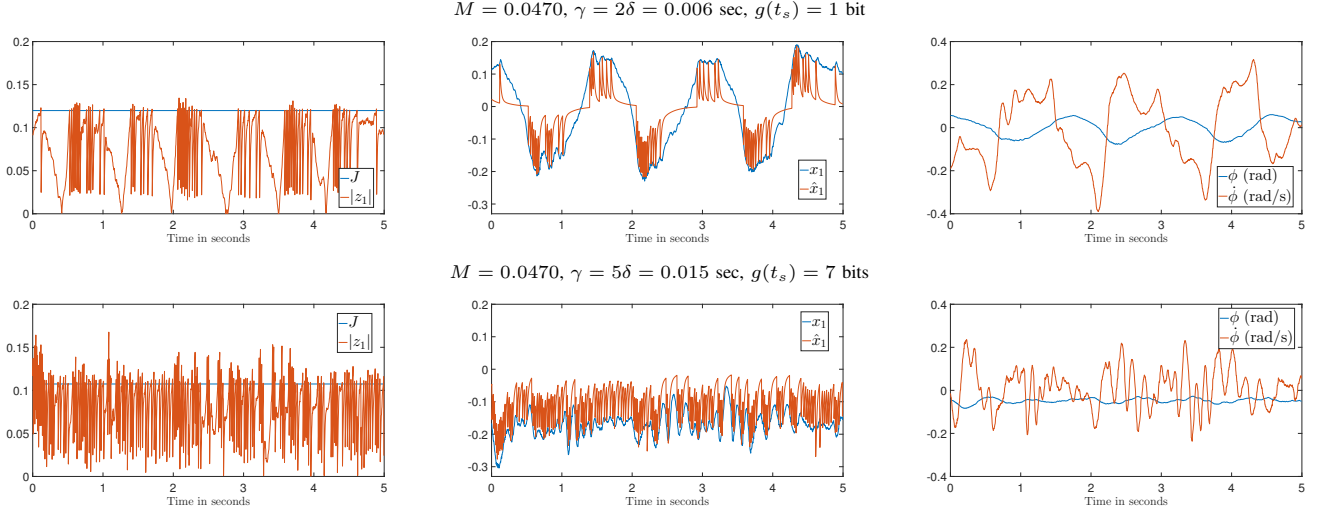 M = 0.0470, γ = 2δ = 0.006 sec, g(t_s) = 1 bit
0.2
0.15
0.1
0.05
0
0 1 2 3 4 5
Time in seconds
J
|z_1|
0.2
0.1
0
-0.1
-0.2
-0.3
0 1 2 3 4 5
Time in seconds
x_1
x̂_1
0.4
0.2
0
-0.2
-0.4
0 1 2 3 4 5
Time in seconds
ϕ (rad)
ϕ̇ (rad/s)
M = 0.0470, γ = 5δ = 0.015 sec, g(t_s) = 7 bits
0.2
0.15
0.1
0.05
0
0 1 2 3 4 5
Time in seconds
J
|z_1|
0.2
0.1
0
-0.1
-0.2
-0.3
0 1 2 3 4 5
Time in seconds
x_1
x̂_1
0.4
0.2
0
-0.2
-0.4
0 1 2 3 4 5
Time in seconds
ϕ (rad)
ϕ̇ (rad/s)